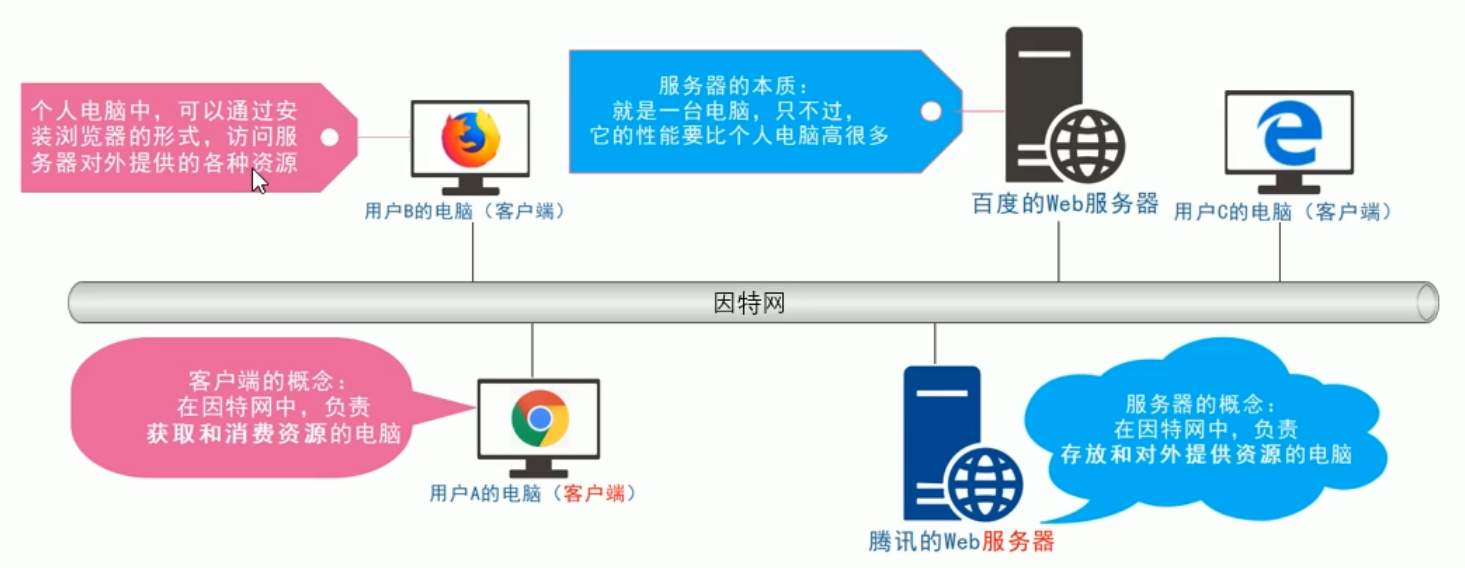 个人电脑中，可以通过安
装浏览器的形式，访问服
务器对外提供的各种资源
用户B的电脑（客户端）
服务器的本质：
就是一台电脑，只不过，
它的性能要比个人电脑高很多
百度的Web服务器
用户C的电脑（客户端）
因特网
客户端的概念：
在因特网中，负责
获取和消费资源的电脑
用户A的电脑（客户端）
服务器的概念：
在因特网中，负责
存放和对外提供资源的电脑
腾讯的Web服务器